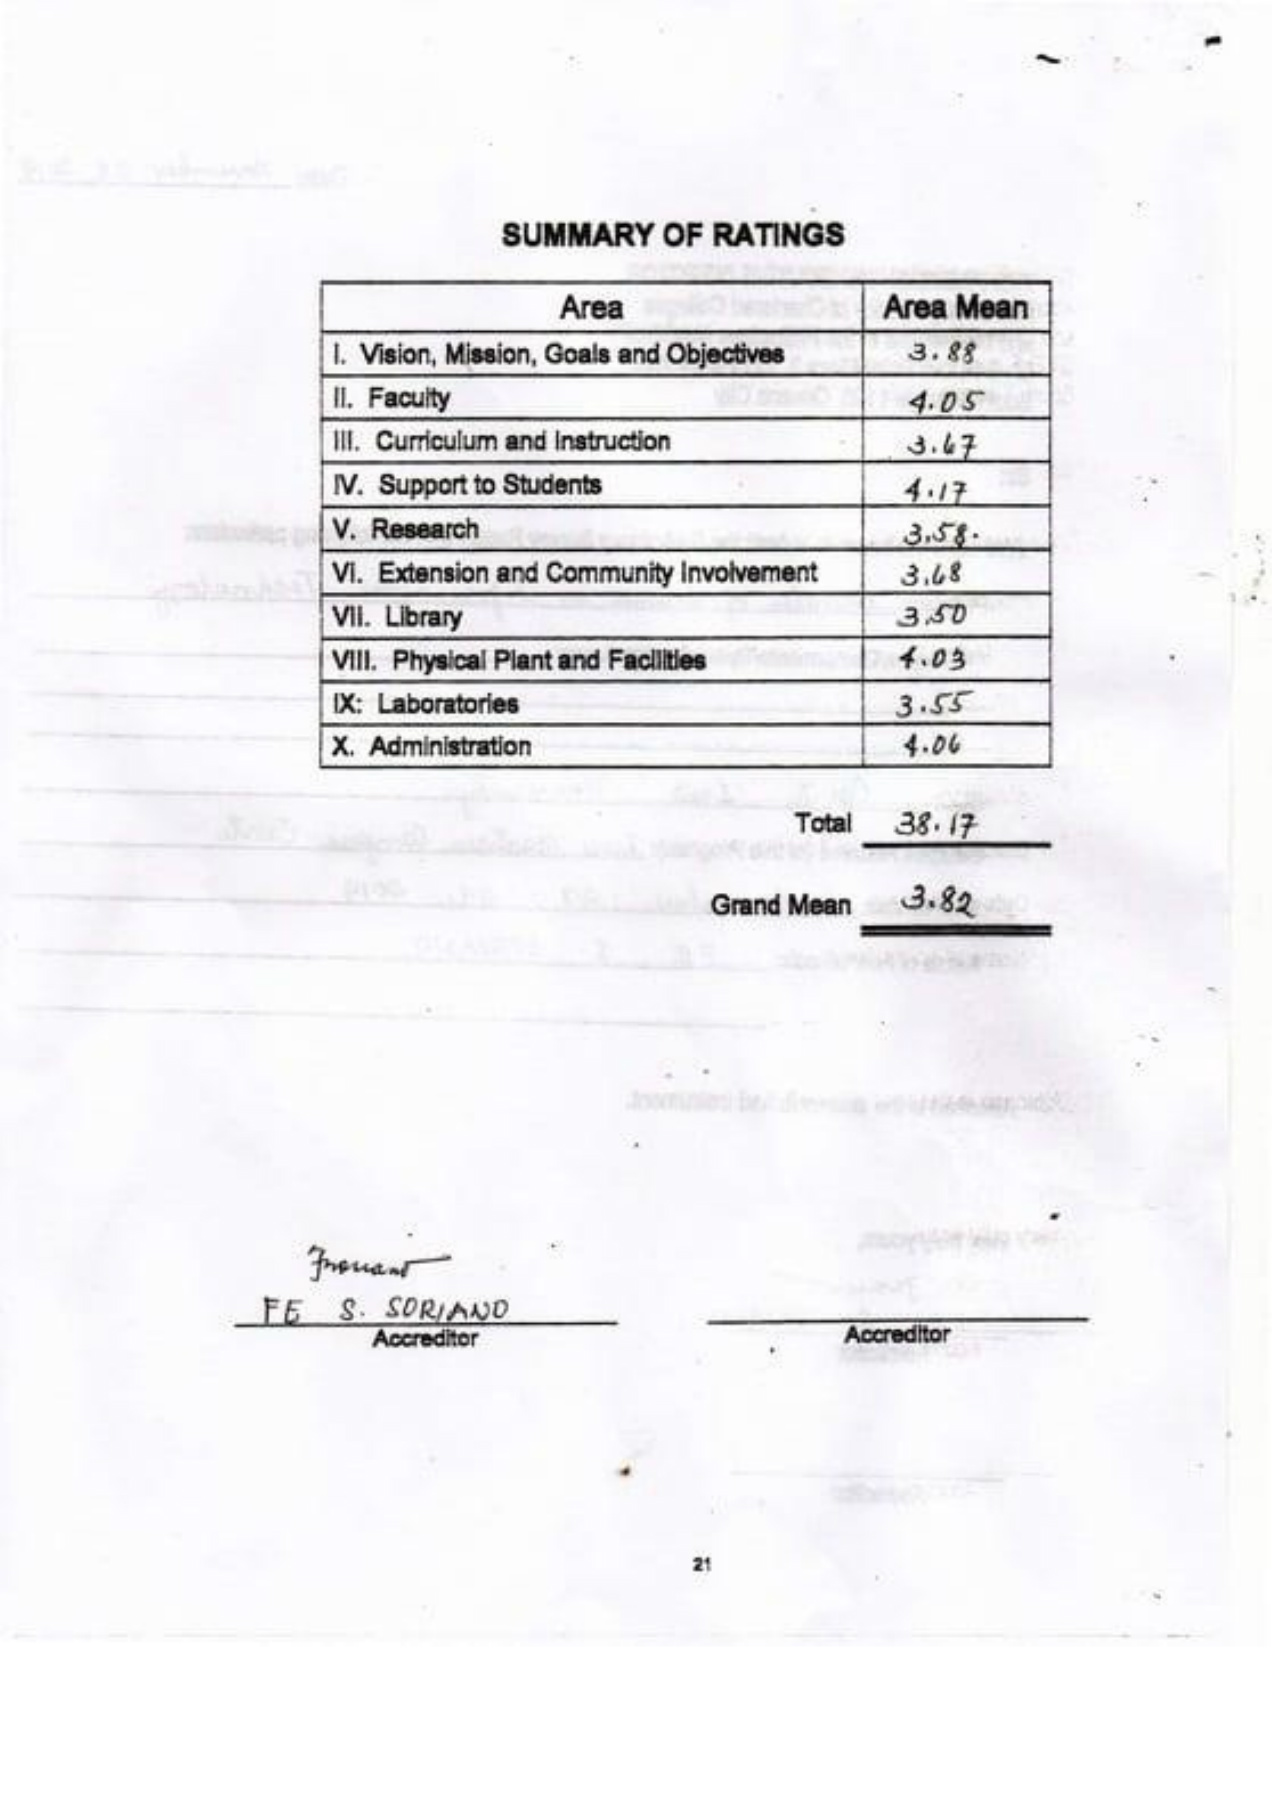 SUMMARY OF RATINGS
Area Area Mean
I. Vision, Mission, Goals and Objectives 3.88
II. Faculty 4.05
III. Curriculum and Instruction 3.67
IV. Support to Students 4.17
V. Research 3.58
VI. Extension and Community Involvement 3.68
VII. Library 3.50
VIII. Physical Plant and Facilities 4.03
IX: Laboratories 3.55
X. Administration 4.06
Total 38.17
Grand Mean 3.82
FE S. SORIANO
Accreditor Accreditor
21